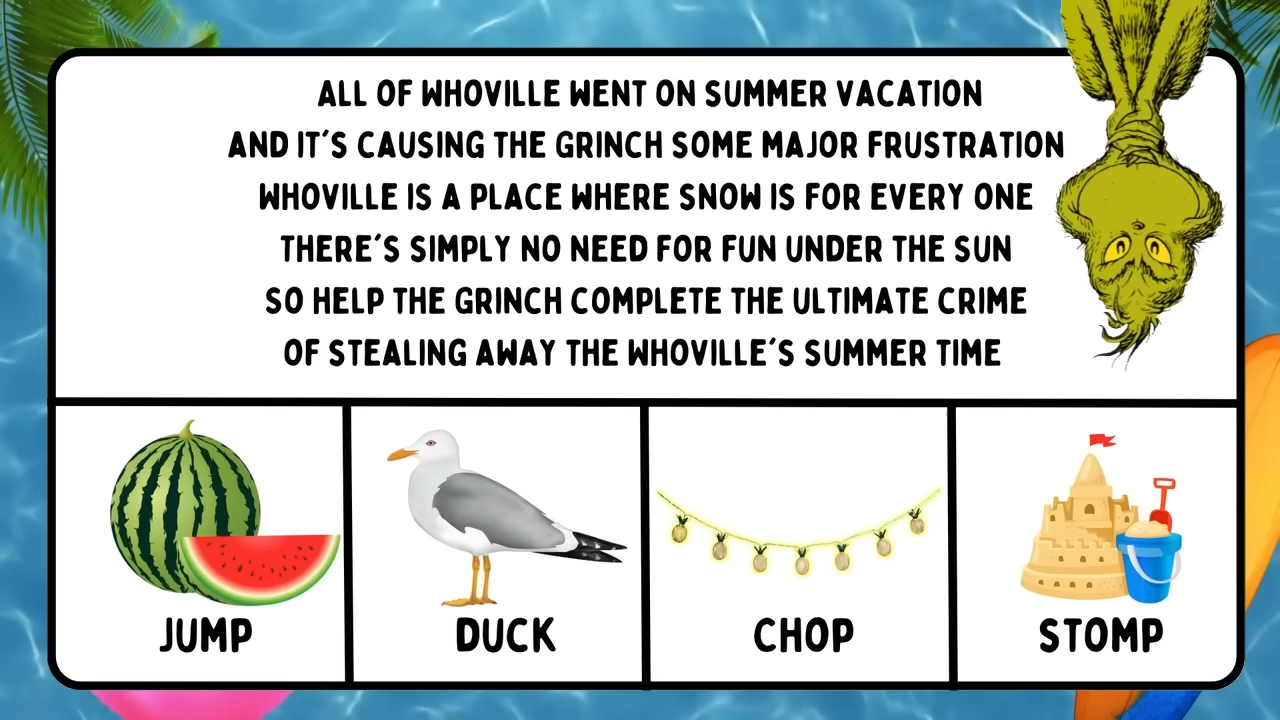 ALL OF WHOVILLE WENT ON SUMMER VACATION
AND IT'S CAUSING THE GRINCH SOME MAJOR FRUSTRATION
WHOVILLE IS A PLACE WHERE SNOW IS FOR EVERY ONE
THERE'S SIMPLY NO NEED FOR FUN UNDER THE SUN
SO HELP THE GRINCH COMPLETE THE ULTIMATE CRIME
OF STEALING AWAY THE WHOVILLE'S SUMMER TIME
JUMP
DUCK
CHOP
STOMP